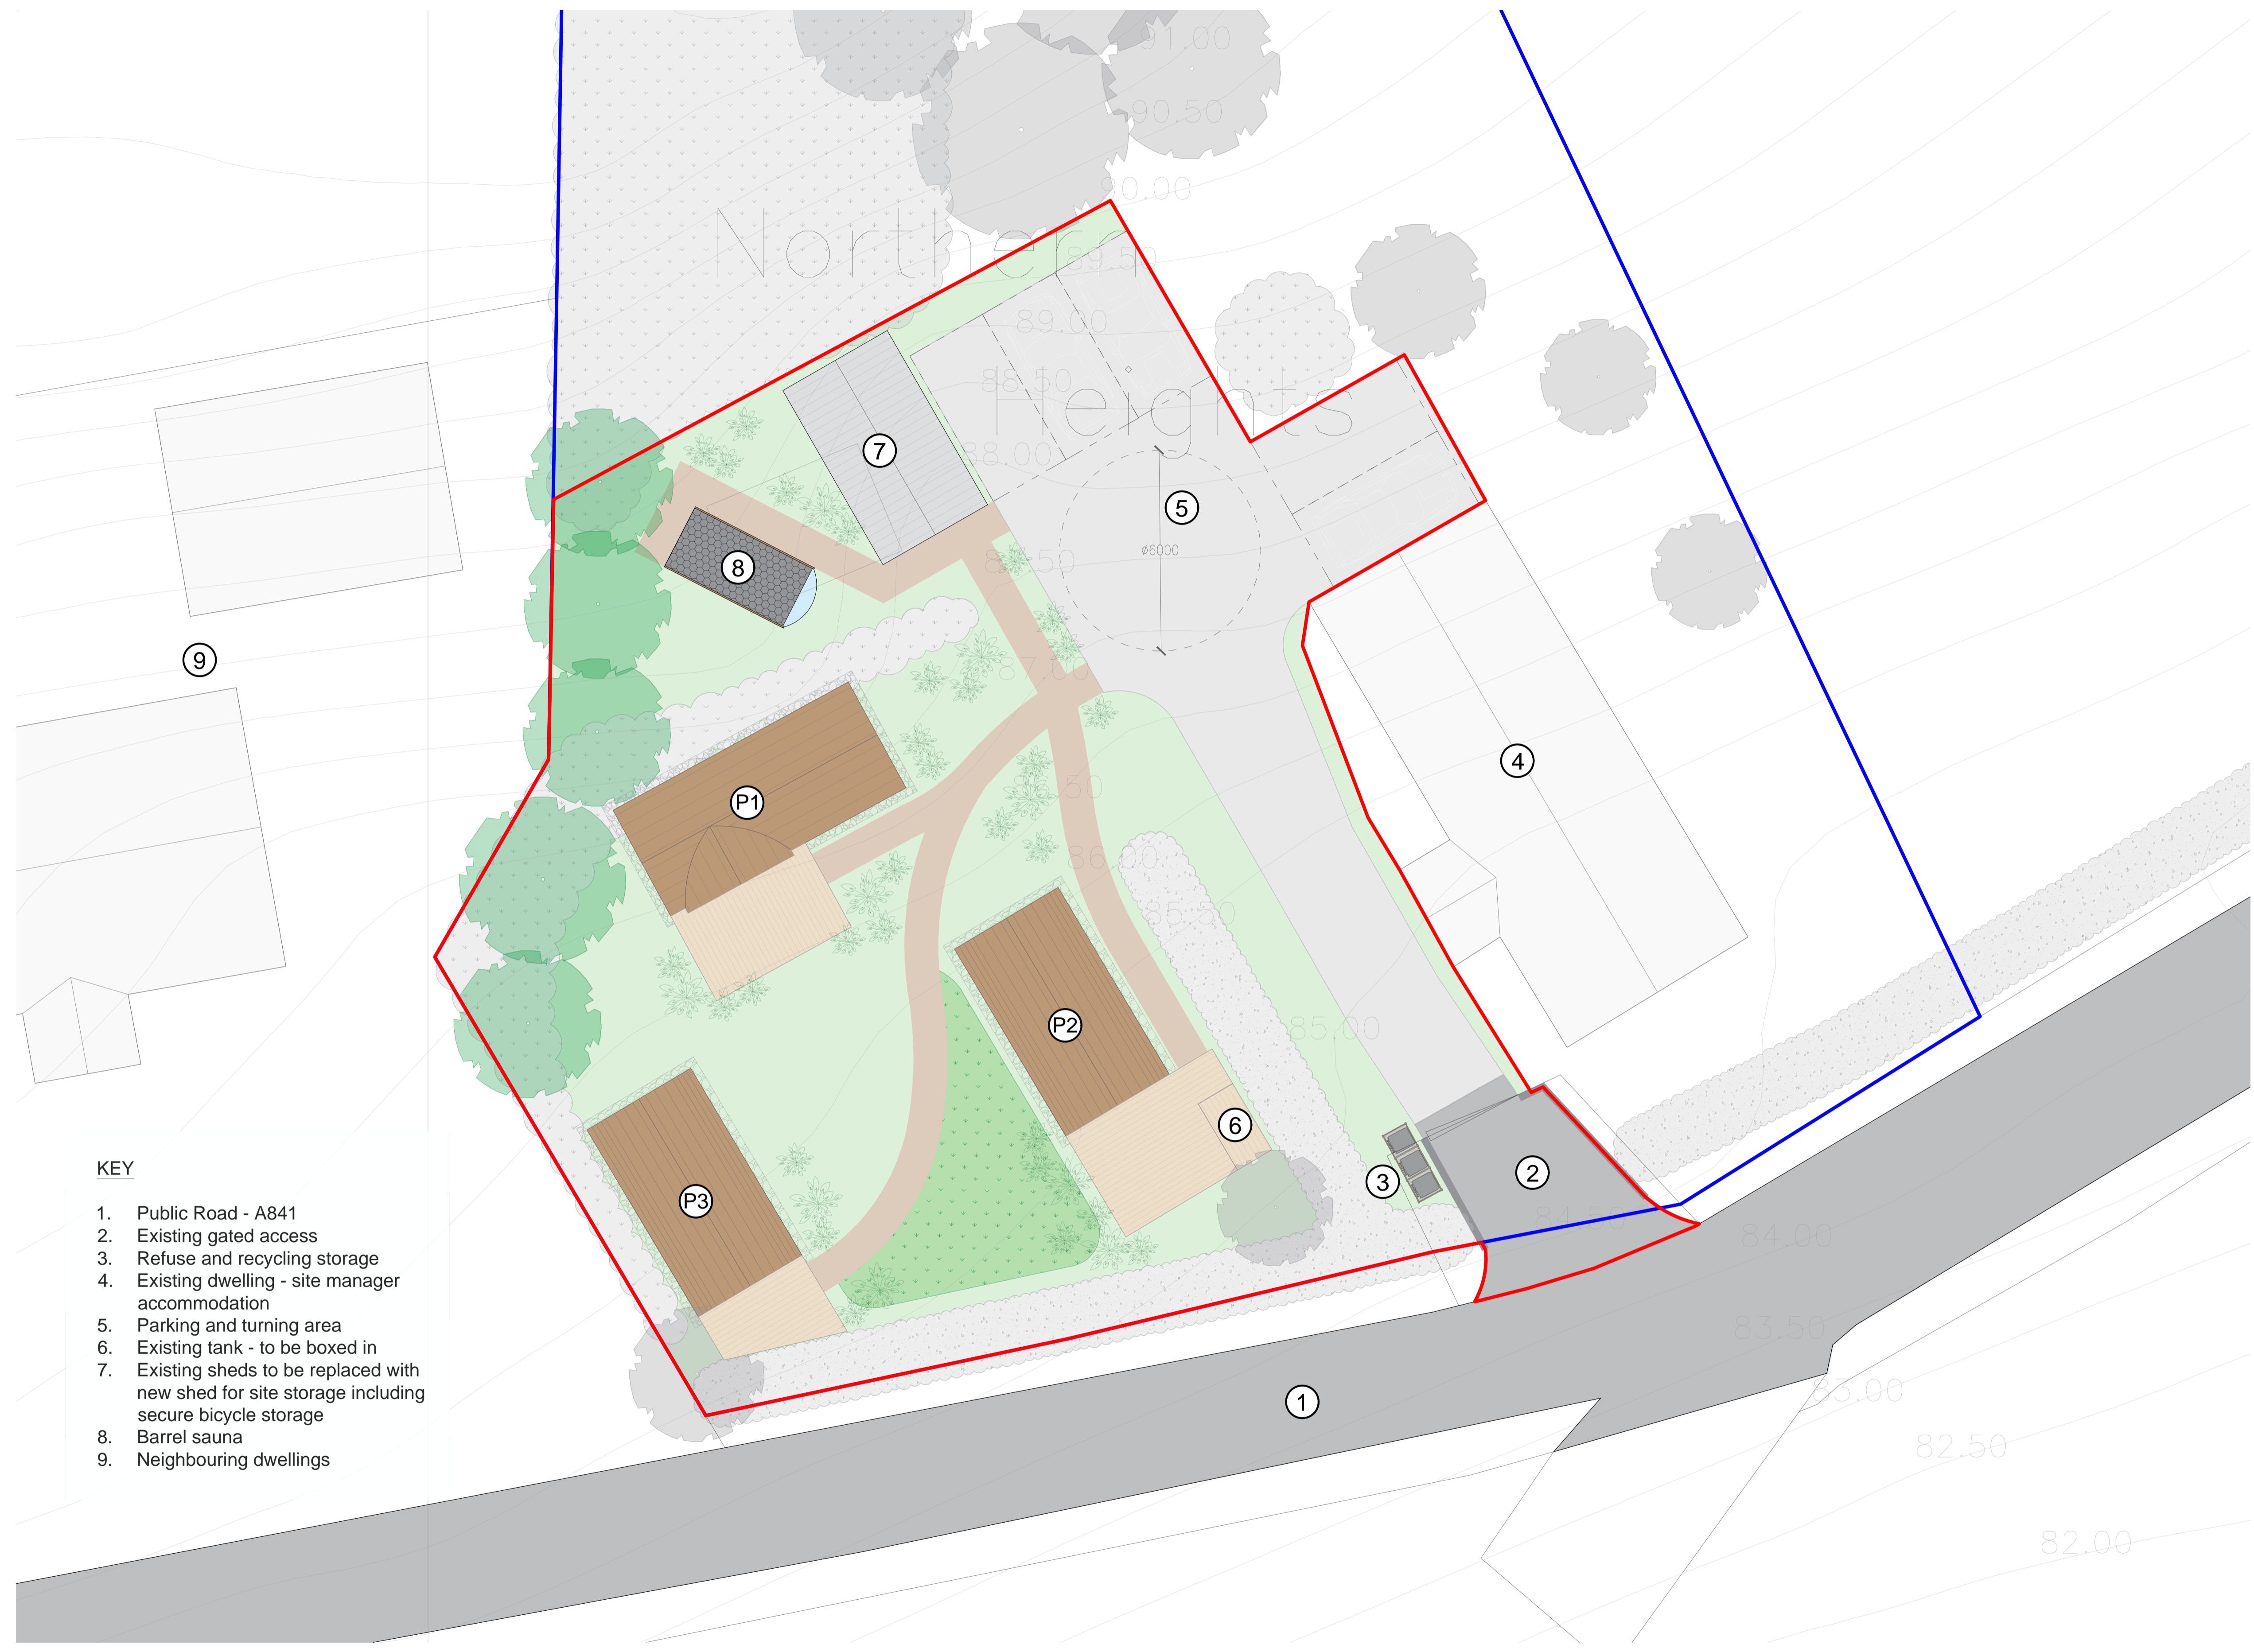 91.00
90.50
90.00
Northern
89.50
89.00
88.50
Heights
88.00
7
5
ø6000
8
9
P1
4
86.00
85.50
P2
85.00
6
3
2
P3
84.50
84.00
83.50
83.00
82.50
82.00
1
KEY
1. Public Road - A841
2. Existing gated access
3. Refuse and recycling storage
4. Existing dwelling - site manager
accommodation
5. Parking and turning area
6. Existing tank - to be boxed in
7. Existing sheds to be replaced with
new shed for site storage including
secure bicycle storage
8. Barrel sauna
9. Neighbouring dwellings